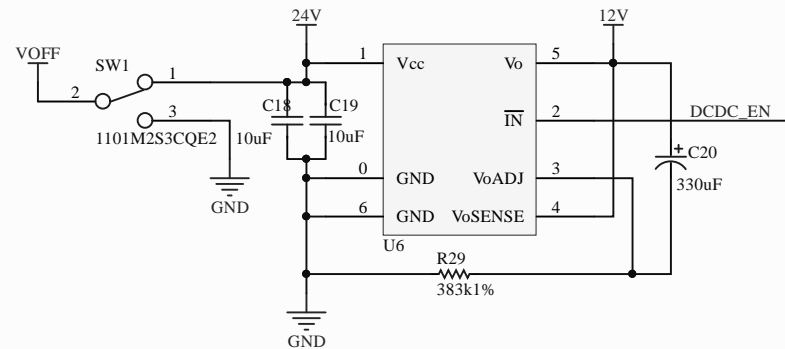 24V
12V
VOFF
SW1
1
2
3
1101M2S3CQE2
GND
C18
10uF
C19
10uF
1
Vcc
0
GND
6
GND
Vo
5
IN
2
DCDC_EN
VoADJ
3
VoSENSE
4
U6
C20
330uF
R29
383k1%
GND